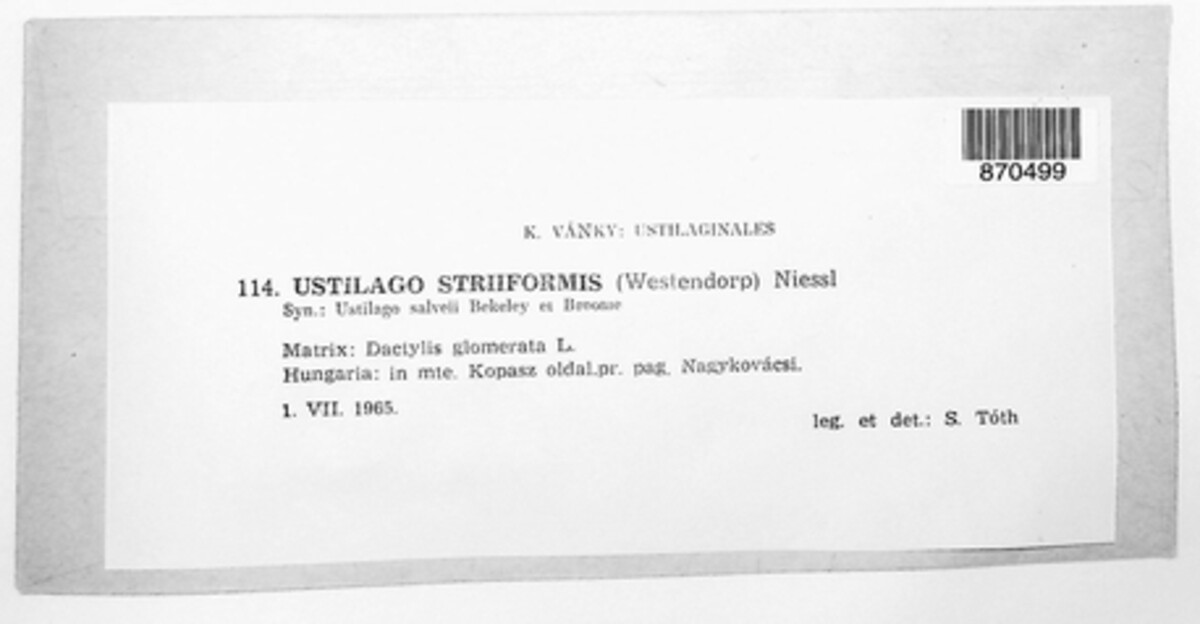 870499
K. VÁNKY: USTILAGINALES
114. USTILAGO STRIIFORMIS (Westendorp) Niessl
Syn.: Ustilago salveii Bekeley et Broome
Matrix: Dactylis glomerata L.
Hungaria: in mte. Kopasz oldal.pr. pag. Nagykovácsi.
1. VII. 1965.
leg. et det.: S. Tóth